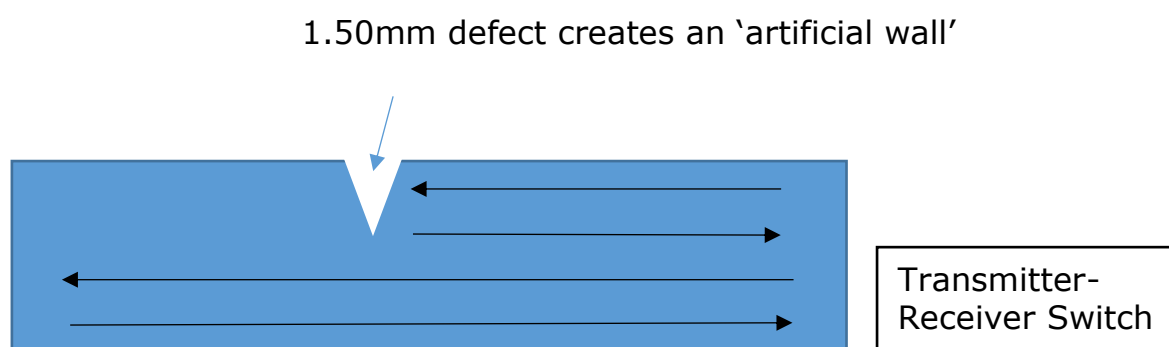 1.50mm defect creates an ‘artificial wall’
Transmitter-
Receiver Switch